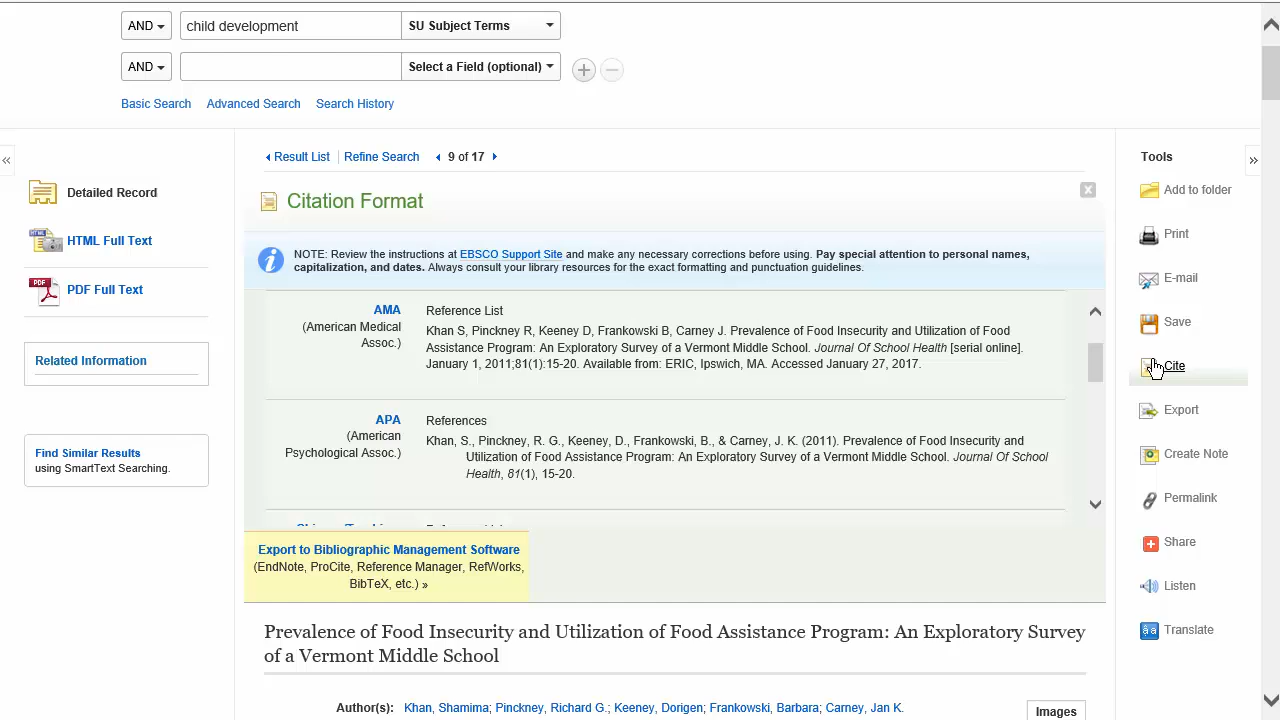 AND child development SU Subject Terms
AND Select a Field (optional)
Basic Search Advanced Search Search History
Result List Refine Search 9 of 17
Detailed Record
HTML Full Text
PDF Full Text
Related Information
Find Similar Results
using SmartText Searching.
Citation Format
NOTE: Review the instructions at EBSCO Support Site and make any necessary corrections before using. Pay special attention to personal names,
capitalization, and dates. Always consult your library resources for the exact formatting and punctuation guidelines.
AMA
(American Medical
Assoc.)
Reference List
Khan S, Pinckney R, Keeney D, Frankowski B, Carney J. Prevalence of Food Insecurity and Utilization of Food
Assistance Program: An Exploratory Survey of a Vermont Middle School. Journal Of School Health [serial online].
January 1, 2011;81(1):15-20. Available from: ERIC, Ipswich, MA. Accessed January 27, 2017.
APA
(American
Psychological Assoc.)
References
Khan, S., Pinckney, R. G., Keeney, D., Frankowski, B., & Carney, J. K. (2011). Prevalence of Food Insecurity and
Utilization of Food Assistance Program: An Exploratory Survey of a Vermont Middle School. Journal Of School
Health, 81(1), 15-20.
Export to Bibliographic Management Software
(EndNote, ProCite, Reference Manager, RefWorks,
BibTeX, etc.) »
Prevalence of Food Insecurity and Utilization of Food Assistance Program: An Exploratory Survey
of a Vermont Middle School
Author(s): Khan, Shamima; Pinckney, Richard G.; Keeney, Dorigen; Frankowski, Barbara; Carney, Jan K.
Images
Tools
Add to folder
Print
E-mail
Save
Cite
Export
Create Note
Permalink
Share
Listen
Translate